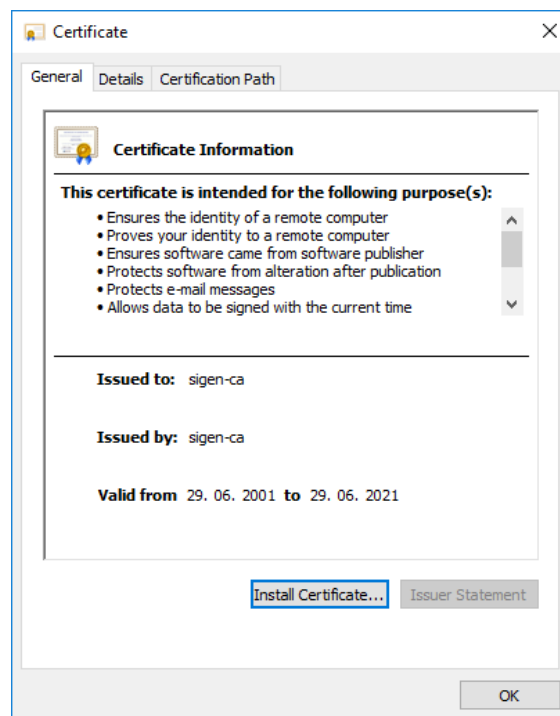 Certificate
General Details Certification Path
Certificate Information
This certificate is intended for the following purpose(s):
• Ensures the identity of a remote computer
• Proves your identity to a remote computer
• Ensures software came from software publisher
• Protects software from alteration after publication
• Protects e-mail messages
• Allows data to be signed with the current time
Issued to: sigen-ca
Issued by: sigen-ca
Valid from 29. 06. 2001 to 29. 06. 2021
Install Certificate... Issuer Statement
OK